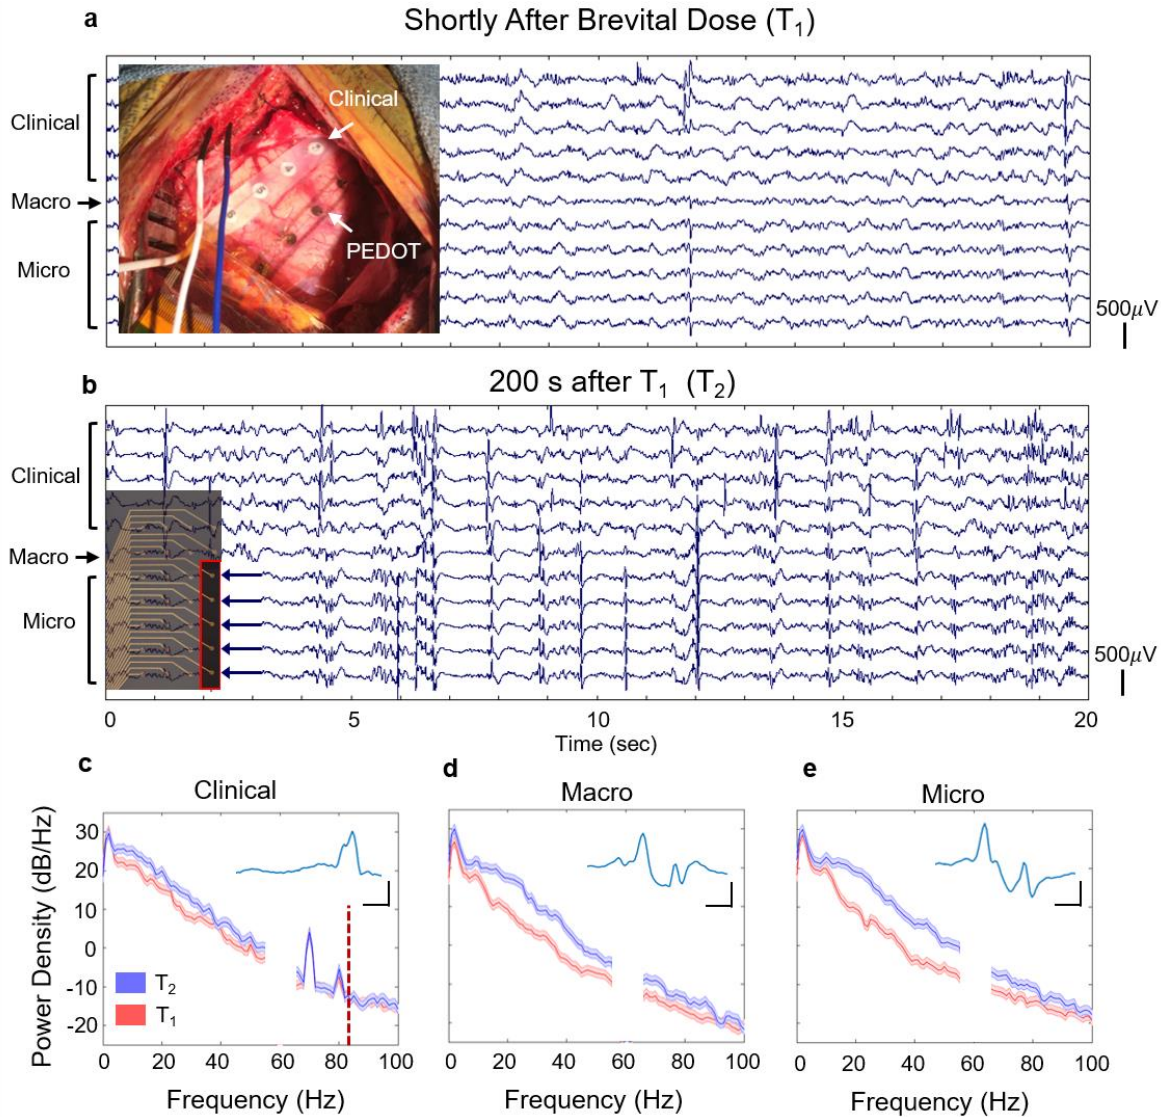 a
Shortly After Brevital Dose (T1)
Clinical
Macro
Micro
Clinical
PEDOT
4
5
6
500μV
b
200 s after T1 (T2)
Clinical
Macro
Micro
500μV
0 5 10 15 20
Time (sec)
c
Clinical
d
Macro
e
Micro
Power Density (dB/Hz)
30
20
10
0
-10
-20
T2
T1
0 20 40 60 80 100
0 20 40 60 80 100
0 20 40 60 80 100
Frequency (Hz)
Frequency (Hz)
Frequency (Hz)